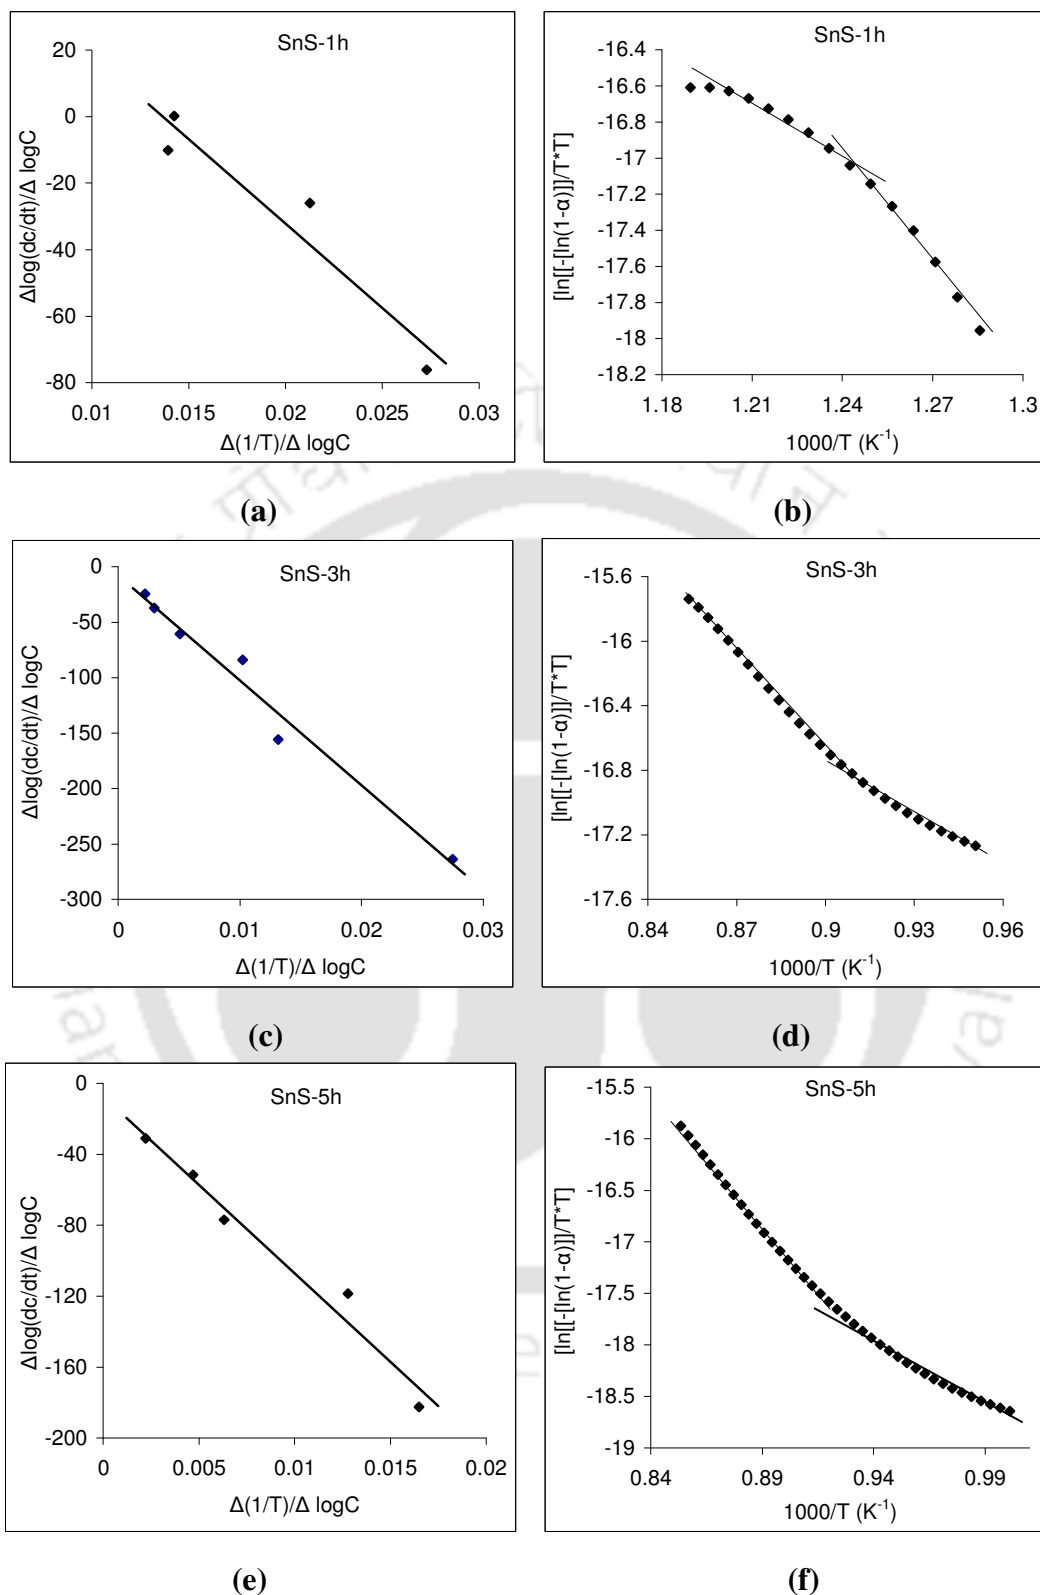 SnS-1h
20
0
-20
-40
-60
-80
0.01 0.015 0.02 0.025 0.03
Δlog(dc/dt)/Δ logC
Δ(1/T)/Δ logC
(a)
SnS-1h
-16.4
-16.6
-16.8
-17
-17.2
-17.4
-17.6
-17.8
-18
-18.2
1.18 1.21 1.24 1.27 1.3
[ln[[-[ln(1-α)]]/T*T]
1000/T (K⁻¹)
(b)
SnS-3h
0
-50
-100
-150
-200
-250
-300
0 0.01 0.02 0.03
Δlog(dc/dt)/Δ logC
Δ(1/T)/Δ logC
(c)
SnS-3h
-15.6
-16
-16.4
-16.8
-17.2
-17.6
0.84 0.87 0.9 0.93 0.96
[ln[[-[ln(1-α)]]/T*T]
1000/T (K⁻¹)
(d)
SnS-5h
0
-40
-80
-120
-160
-200
0 0.005 0.01 0.015 0.02
Δlog(dc/dt)/Δ logC
Δ(1/T)/Δ logC
(e)
SnS-5h
-15.5
-16
-16.5
-17
-17.5
-18
-18.5
-19
0.84 0.89 0.94 0.99
[ln[[-[ln(1-α)]]/T*T]
1000/T (K⁻¹)
(f)